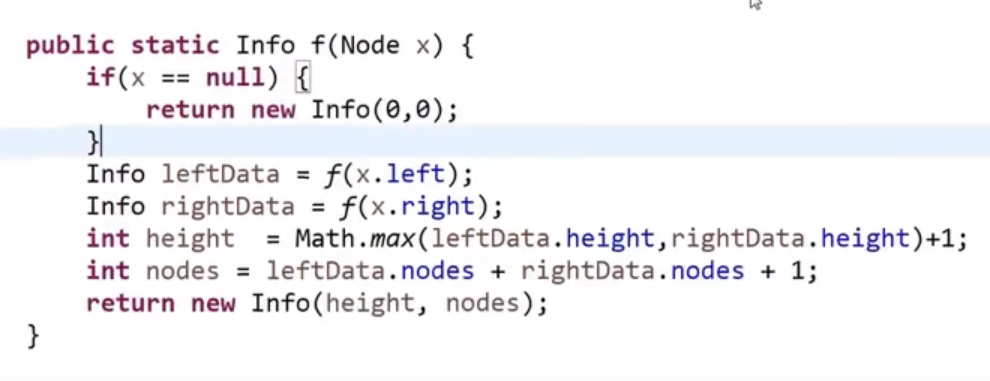 public static Info f(Node x) {
if(x == null) {
return new Info(0,0);
}
Info leftData = f(x.left);
Info rightData = f(x.right);
int height  = Math.max(leftData.height,rightData.height)+1;
int nodes = leftData.nodes + rightData.nodes + 1;
return new Info(height, nodes);
}